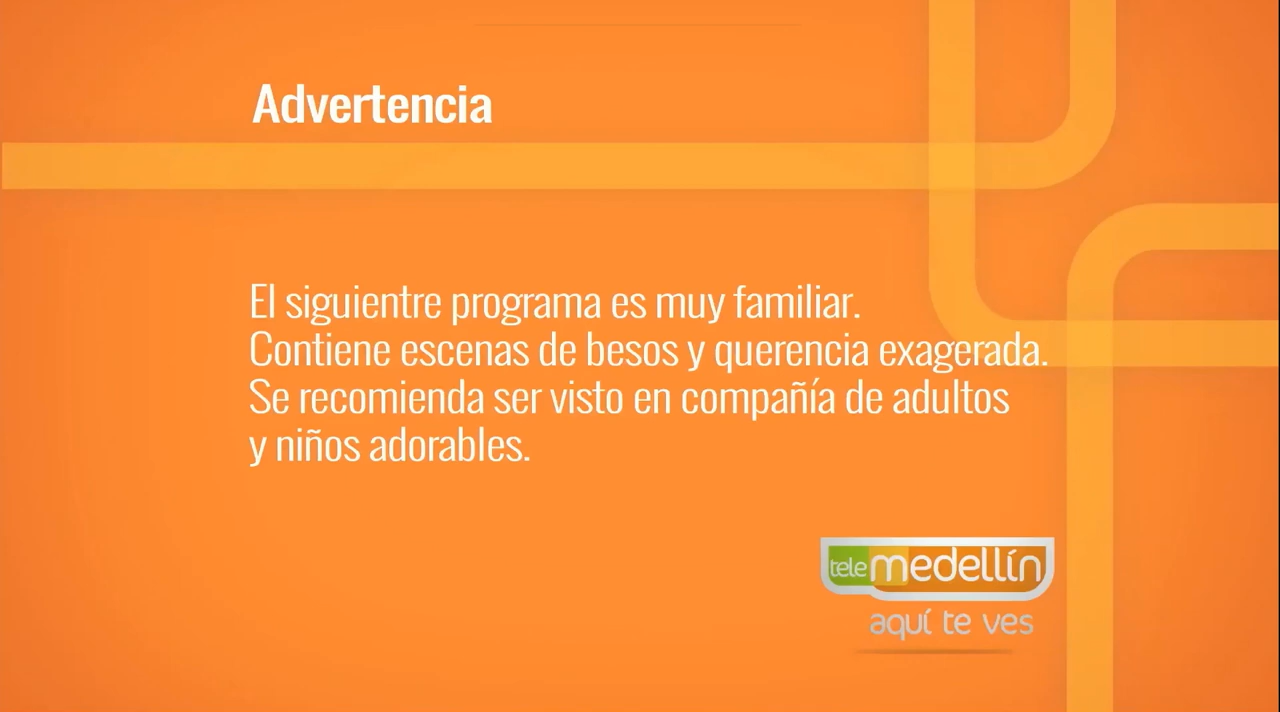 Advertencia
El siguientre programa es muy familiar.
Contiene escenas de besos y querencia exagerada.
Se recomienda ser visto en compañía de adultos
y niños adorables.
tele medellín
aquí te ves